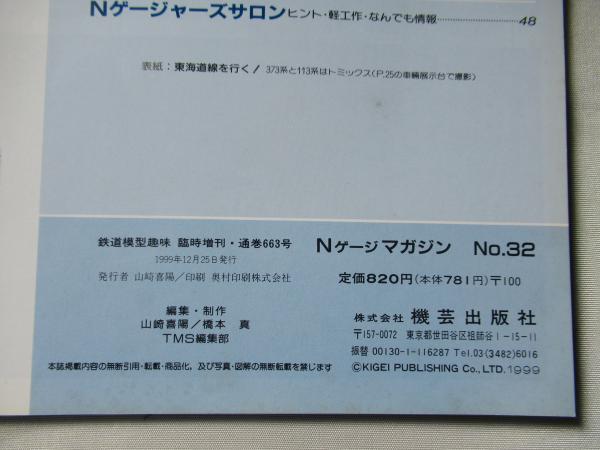 Nゲージャーズサロン ヒント・軽工作・なんでも情報……………48
表紙：東海道線を行く！ 373系と113系はトミックス（P.25の車輛展示台で撮影）
鉄道模型趣味 臨時増刊・通巻663号
1999年12月25日発行
発行者 山崎喜陽／印刷 奥村印刷株式会社
編集・制作
山崎喜陽／橋本 真
TMS編集部
本誌掲載内容の無断引用・転載・商品化，及び写真・図解の無断転載を禁じます
Nゲージ マガジン No.32
定価820円（本体781円）〒100
株式会社 機芸出版社
〒157-0072 東京都世田谷区祖師谷1-15-11
振替 00130-1-116287 Tel.03(3482)6016
©KIGEI PUBLISHING Co., LTD. 1999